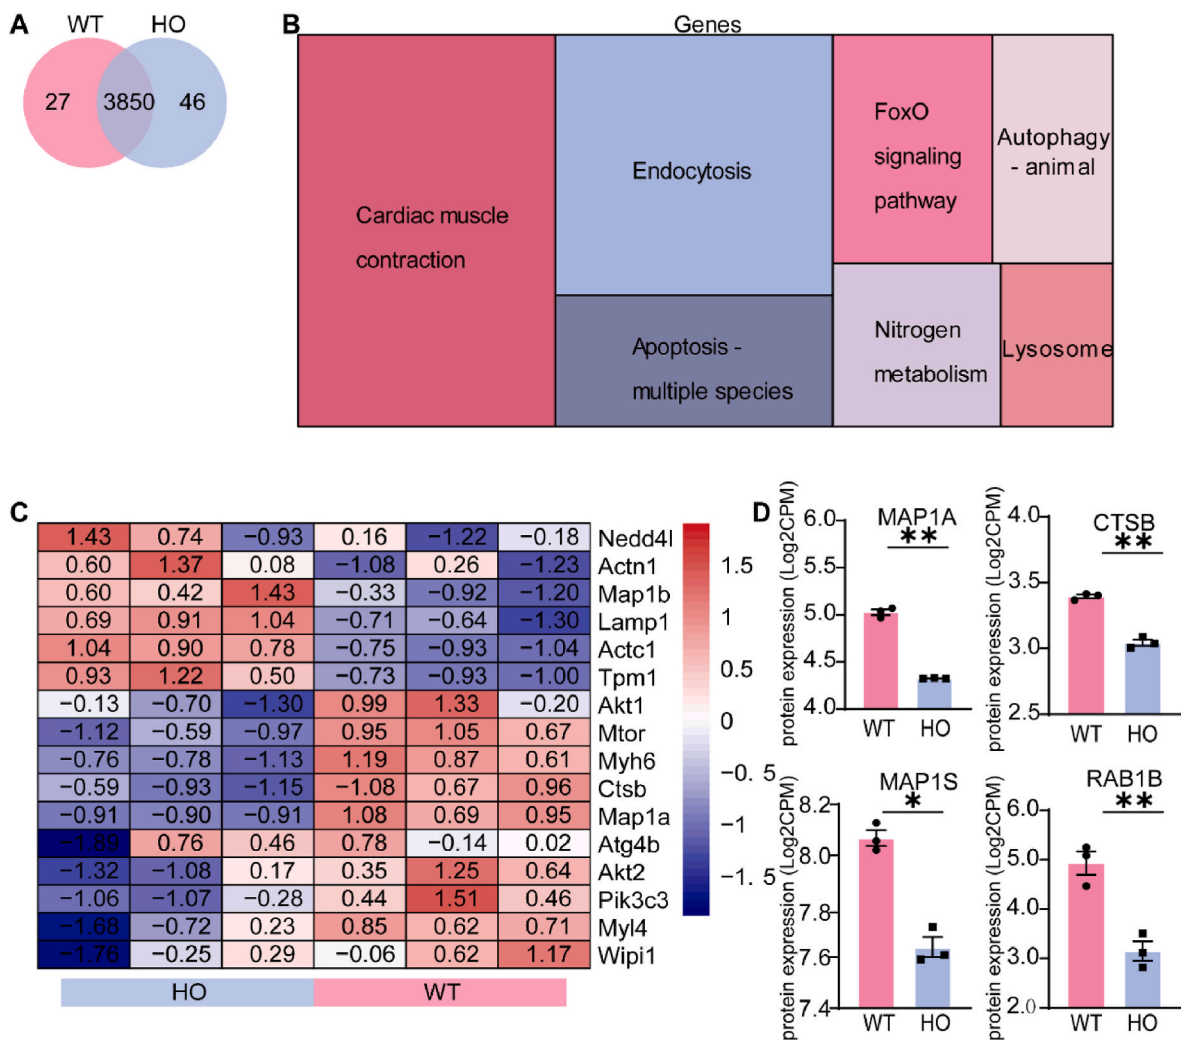 A
WT HO
27 3850 46
B
Genes
Cardiac muscle
contraction
Endocytosis
Apoptosis -
multiple species
FoxO
signaling
pathway
Autophagy
- animal
Nitrogen
metabolism
Lysosome
C
1.43 0.74 −0.93 0.16 −1.22 −0.18 Nedd4l
0.60 1.37 0.08 −1.08 0.26 −1.23 Actn1
0.60 0.42 1.43 −0.33 −0.92 −1.20 Map1b
0.69 0.91 1.04 −0.71 −0.64 −1.30 Lamp1
1.04 0.90 0.78 −0.75 −0.93 −1.04 Actc1
0.93 1.22 0.50 −0.73 −0.93 −1.00 Tpm1
−0.13 −0.70 −1.30 0.99 1.33 −0.20 Akt1
−1.12 −0.59 −0.97 0.95 1.05 0.67 Mtor
−0.76 −0.78 −1.13 1.19 0.87 0.61 Myh6
−0.59 −0.93 −1.15 −1.08 0.67 0.96 Ctsb
−0.91 −0.90 −0.91 1.08 0.69 0.95 Map1a
−1.89 0.76 0.46 0.78 −0.14 0.02 Atg4b
−1.32 −1.08 0.17 0.35 1.25 0.64 Akt2
−1.06 −1.07 −0.28 0.44 1.51 0.46 Pik3c3
−1.68 −0.72 0.23 0.85 0.62 0.71 Myl4
−1.76 −0.25 0.29 −0.06 0.62 1.17 Wipi1
HO WT
1.5
1
0.5
0
−0. 5
−1
−1. 5
D
protein expression (Log2CPM)
MAP1A
**
6.0
5.0
4.5
4.0
WT HO
protein expression (Log2CPM)
CTSB
**
4.0
3.5
3.0
2.5
WT HO
protein expression (Log2CPM)
MAP1S
*
8.2
8.0
7.8
7.6
7.4
WT HO
protein expression (Log2CPM)
RAB1B
**
6.0
5.0
4.0
3.0
2.0
WT HO